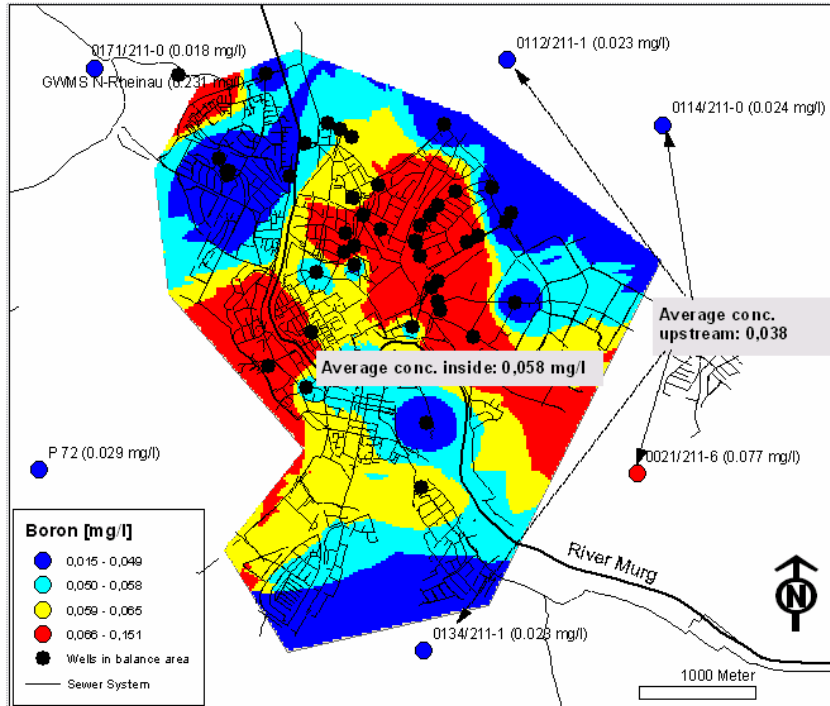 0171/211-0 (0.018 mg/l)
0112/211-1 (0.023 mg/l)
GWMS N-Rheinau (0.231 mg/l)
0114/211-0 (0.024 mg/l)
Average conc.
upstream: 0,038
Average conc. inside: 0,058 mg/l
P 72 (0.029 mg/l)
0021/211-6 (0.077 mg/l)
Boron [mg/l]
0,015 - 0,049
0,050 - 0,058
0,059 - 0,065
0,066 - 0,151
Wells in balance area
Sewer System
River Murg
N
0134/211-1 (0.028 mg/l)
1000 Meter